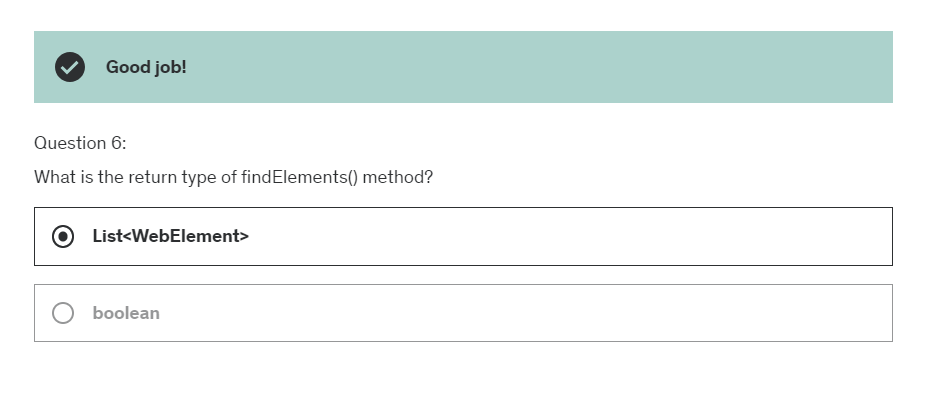 Good job!
Question 6:
What is the return type of findElements() method?
List<WebElement>
boolean